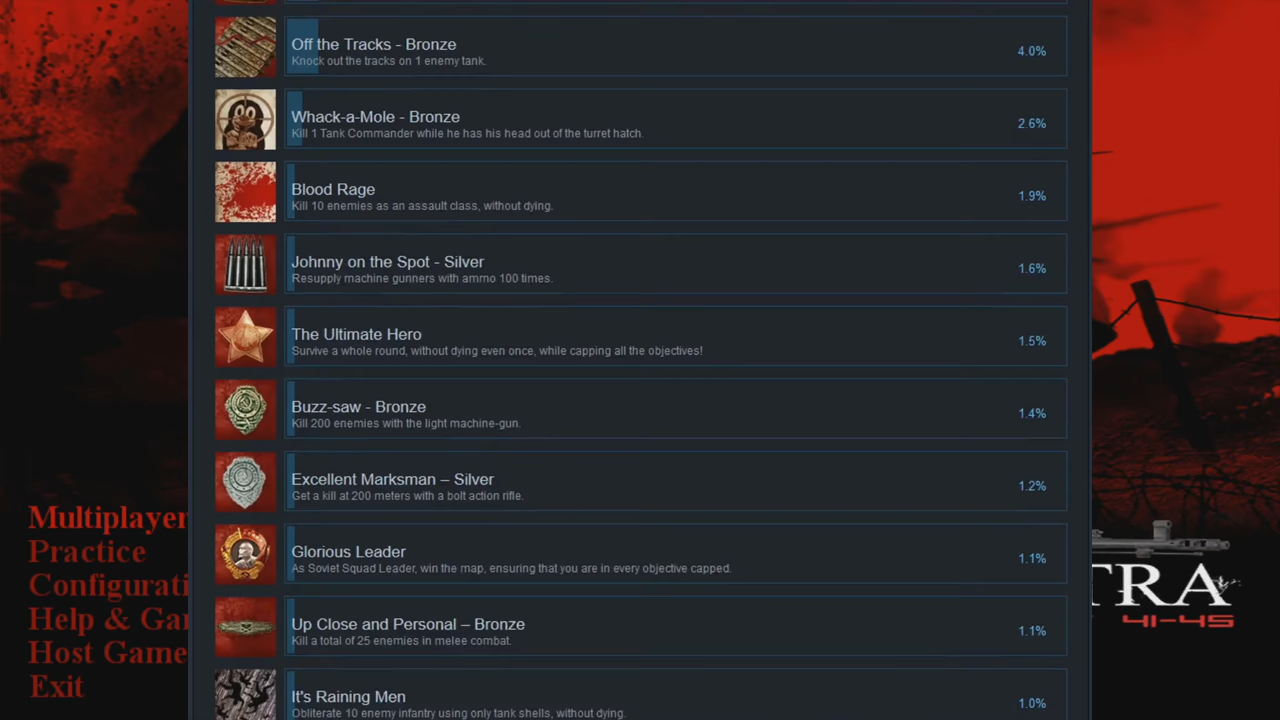 Off the Tracks - Bronze
Knock out the tracks on 1 enemy tank.
4.0%
Whack-a-Mole - Bronze
Kill 1 Tank Commander while he has his head out of the turret hatch.
2.6%
Blood Rage
Kill 10 enemies as an assault class, without dying.
1.9%
Johnny on the Spot - Silver
Resupply machine gunners with ammo 100 times.
1.6%
The Ultimate Hero
Survive a whole round, without dying even once, while capping all the objectives!
1.5%
Buzz-saw - Bronze
Kill 200 enemies with the light machine-gun.
1.4%
Excellent Marksman – Silver
Get a kill at 200 meters with a bolt action rifle.
1.2%
Glorious Leader
As Soviet Squad Leader, win the map, ensuring that you are in every objective capped.
1.1%
Up Close and Personal – Bronze
Kill a total of 25 enemies in melee combat.
1.1%
It's Raining Men
Obliterate 10 enemy infantry using only tank shells, without dying.
1.0%
Multiplayer
Practice
Configurati
Help & Ga
Host Game
Exit
TRA
41-45